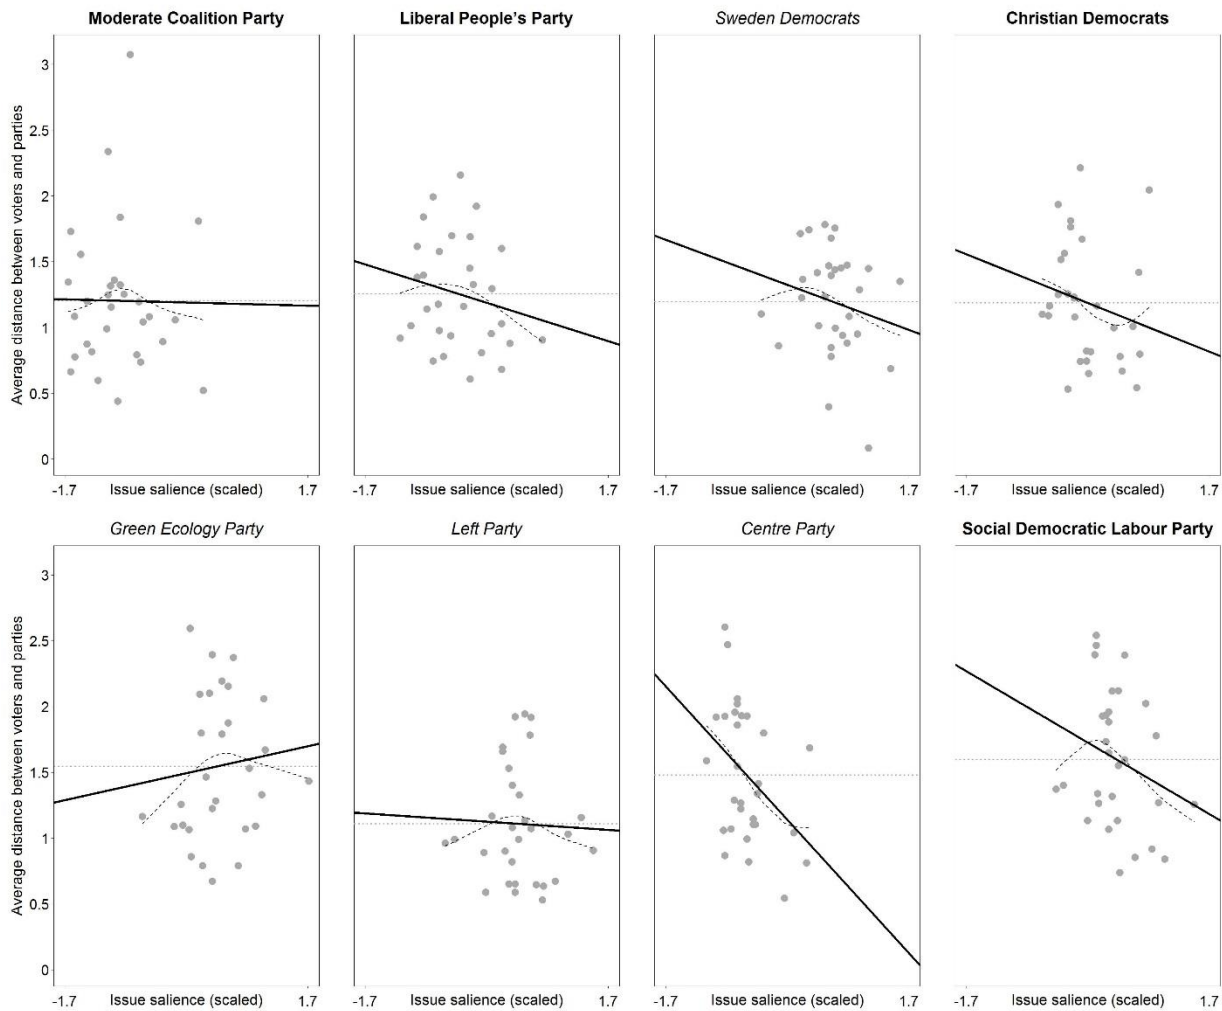 Moderate Coalition Party
Liberal People's Party
Sweden Democrats
Christian Democrats
Average distance between voters and parties
3
2.5
2
1.5
1
0.5
0
-1.7 Issue salience (scaled) 1.7
-1.7 Issue salience (scaled) 1.7
-1.7 Issue salience (scaled) 1.7
-1.7 Issue salience (scaled) 1.7
Green Ecology Party
Left Party
Centre Party
Social Democratic Labour Party
Average distance between voters and parties
3
2.5
2
1.5
1
0.5
0
-1.7 Issue salience (scaled) 1.7
-1.7 Issue salience (scaled) 1.7
-1.7 Issue salience (scaled) 1.7
-1.7 Issue salience (scaled) 1.7